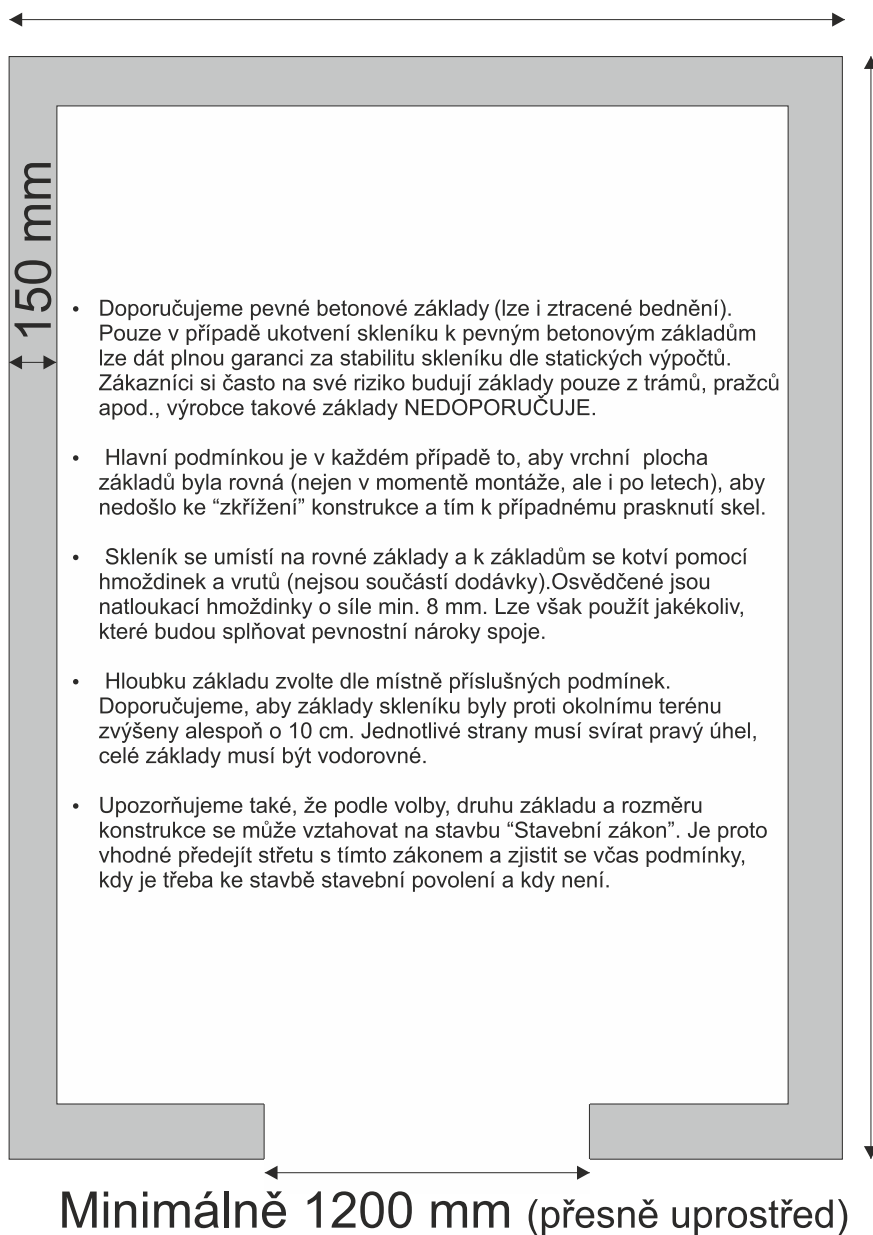 150 mm
• Doporučujeme pevné betonové základy (lze i ztracené bednění).
Pouze v případě ukotvení skleníku k pevným betonovým základům
lze dát plnou garanci za stabilitu skleníku dle statických výpočtů.
Zákazníci si často na své riziko budují základy pouze z trámů, pražců
apod., výrobce takové základy NEDOPORUČUJE.
• Hlavní podmínkou je v každém případě to, aby vrchní plocha
základů byla rovná (nejen v momentě montáže, ale i po letech), aby
nedošlo ke “zkřížení” konstrukce a tím k případnému prasknutí skel.
• Skleník se umístí na rovné základy a k základům se kotví pomocí
hmoždinek a vrutů (nejsou součástí dodávky).Osvědčené jsou
natloukací hmoždinky o síle min. 8 mm. Lze však použít jakékoliv,
které budou splňovat pevnostní nároky spoje.
• Hloubku základu zvolte dle místně příslušných podmínek.
Doporučujeme, aby základy skleníku byly proti okolnímu terénu
zvýšeny alespoň o 10 cm. Jednotlivé strany musí svírat pravý úhel,
celé základy musí být vodorovné.
• Upozorňujeme také, že podle volby, druhu základu a rozměru
konstrukce se může vztahovat na stavbu “Stavební zákon”. Je proto
vhodné předejít střetu s tímto zákonem a zjistit se včas podmínky,
kdy je třeba ke stavbě stavební povolení a kdy není.
Minimálně 1200 mm (přesně uprostřed)